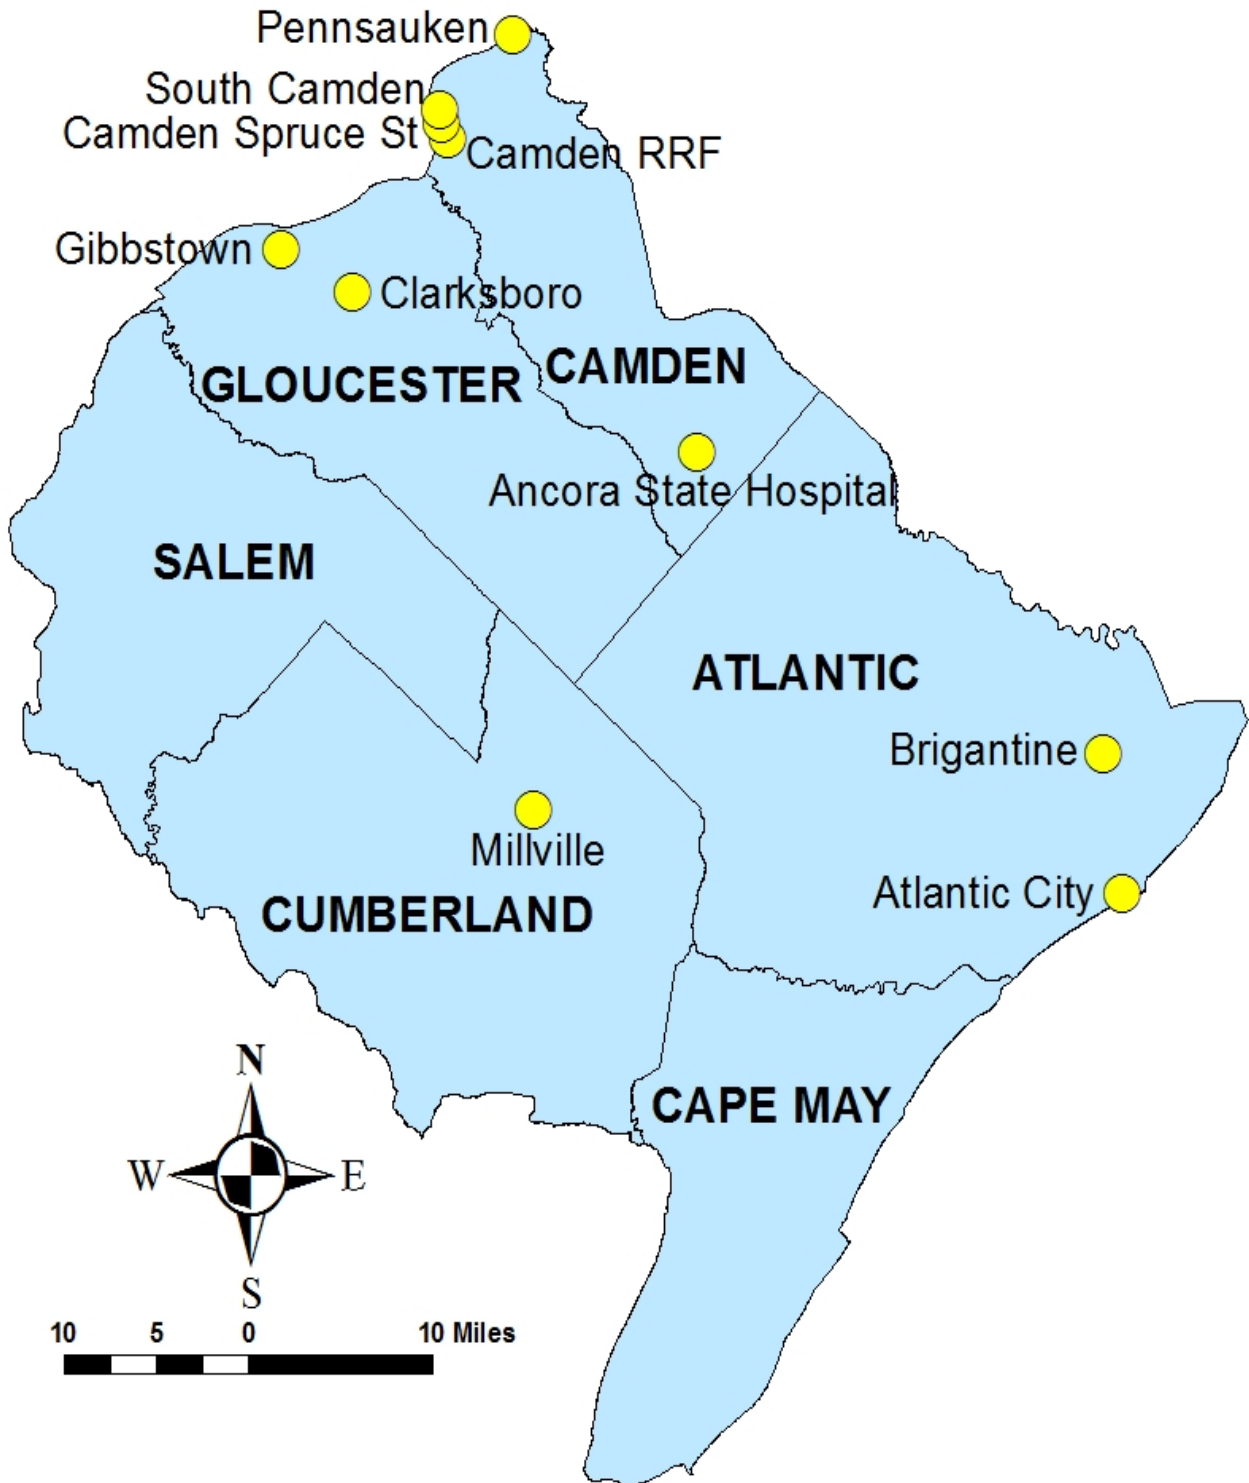 Pennsauken
South Camden
Camden Spruce St
Camden RRF
Gibbstown
Clarksboro
CAMDEN
GLOUCESTER
Ancora State Hospital
SALEM
ATLANTIC
Brigantine
Millville
Atlantic City
CUMBERLAND
N
CAPE MAY
W E
S
10 5 0 10 Miles